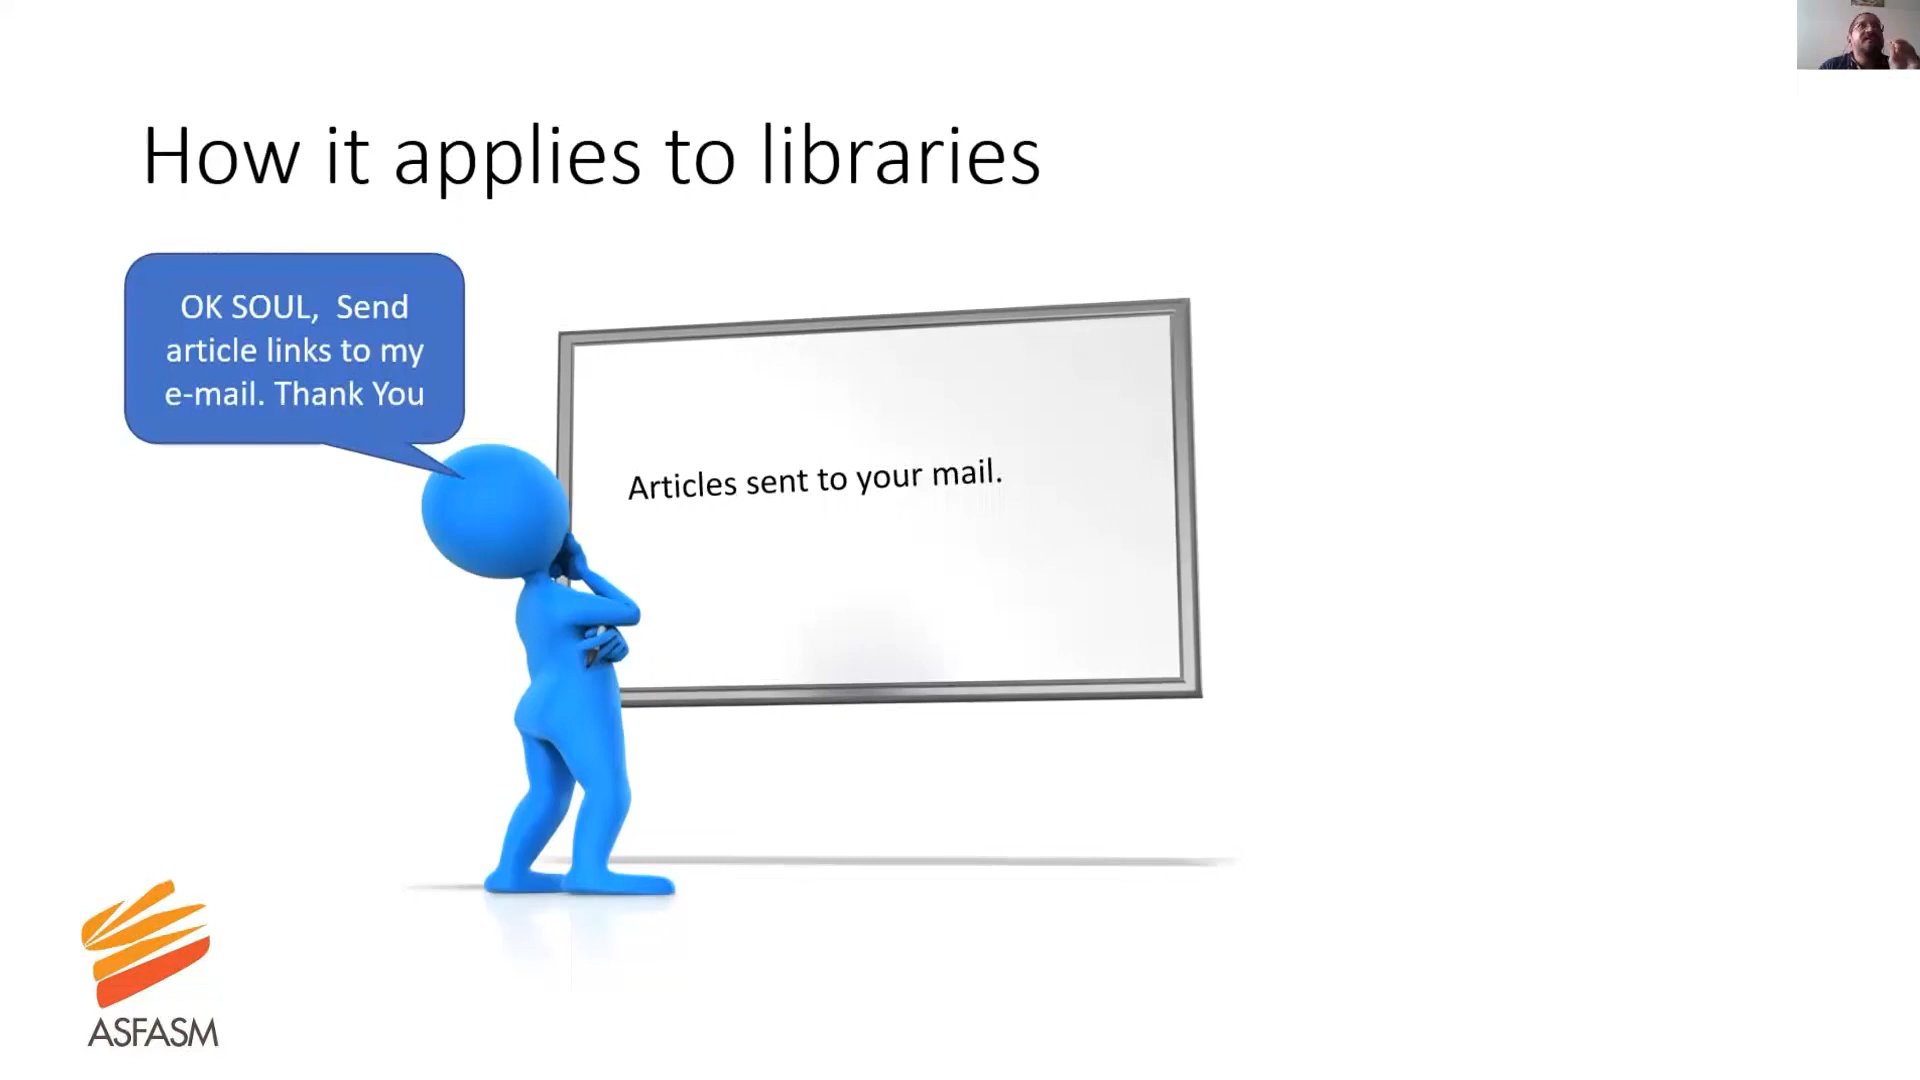 How it applies to libraries
OK SOUL, Send
article links to my
e-mail. Thank You
Articles sent to your mail.
ASFASM